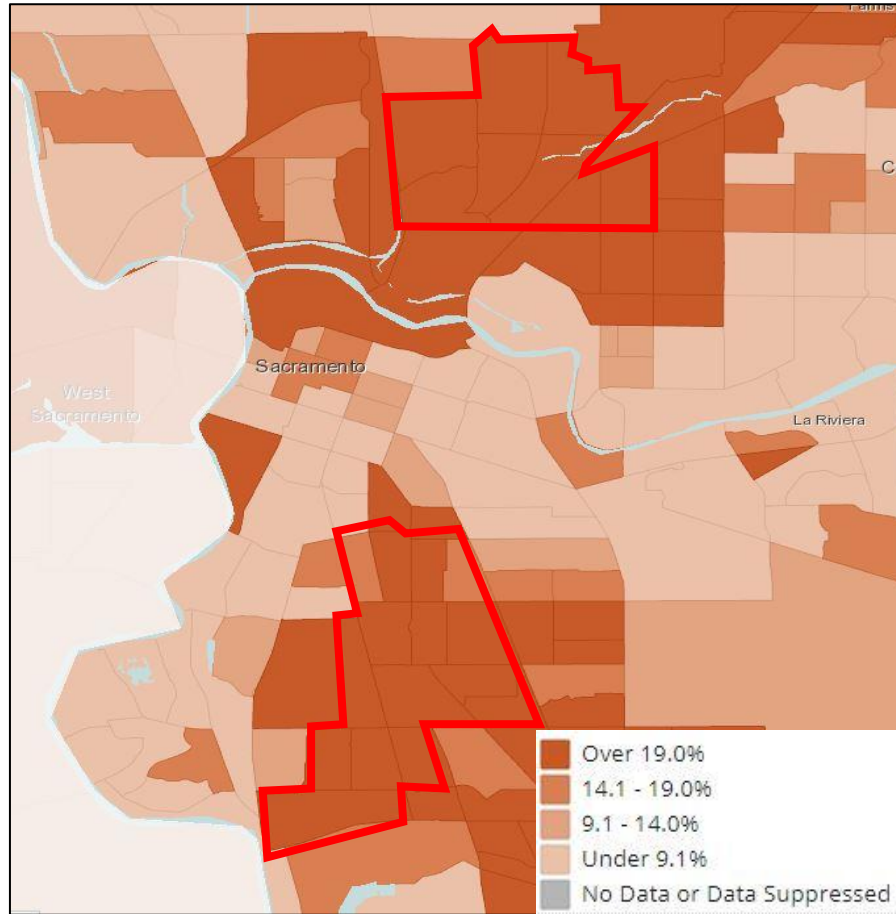 Sacramento
West
Sacramento
La Riviera
C
Over 19.0%
14.1 - 19.0%
9.1 - 14.0%
Under 9.1%
No Data or Data Suppressed